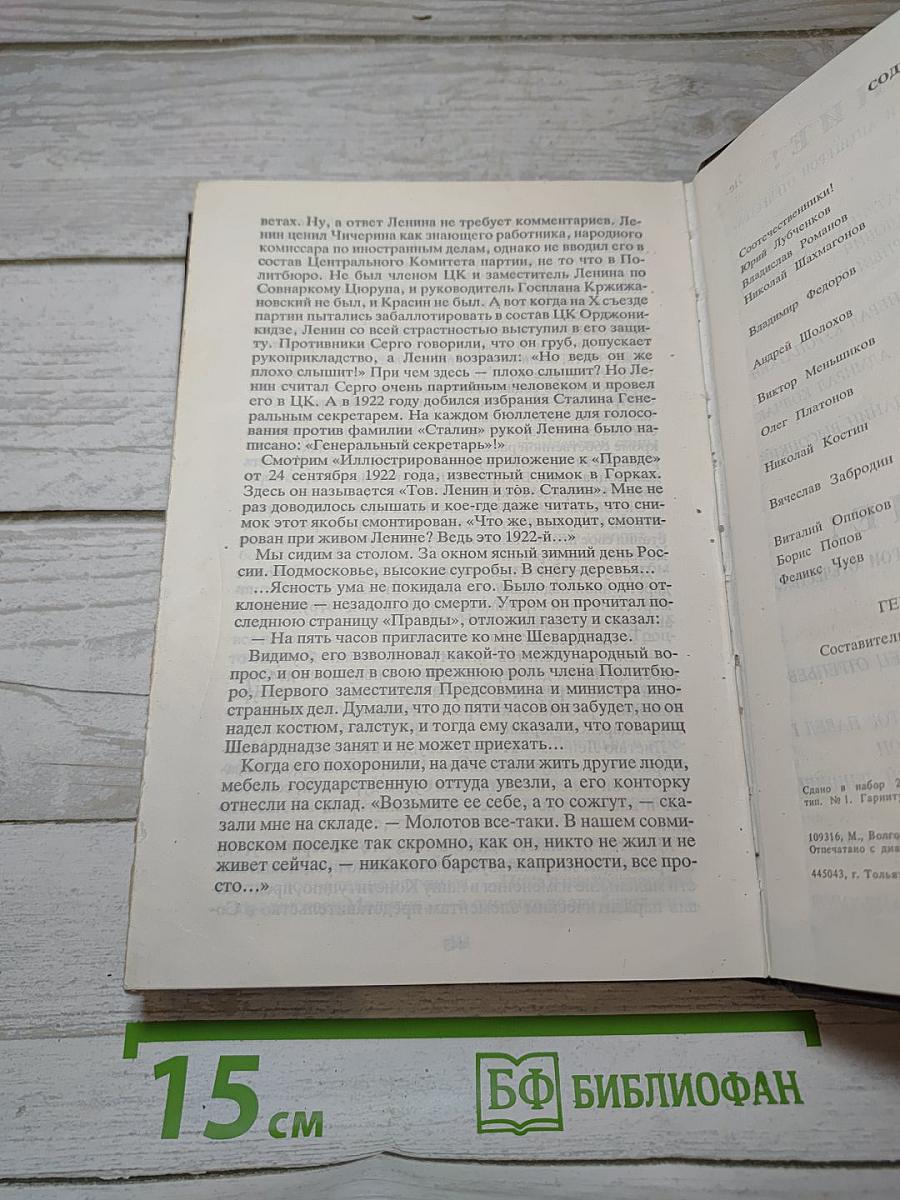 ветах. Ну, а ответ Ленина не требует комментариев. Ле-
нин ценил Чичерина как знающего работника, народного
комиссара по иностранным делам, однако не вводил его в
состав Центрального Комитета партии, не то что в По-
литбюро. Не был членом ЦК и заместитель Ленина по
Совнаркому Цюрупа, и руководитель Госплана Кржижа-
новский не был, и Красин не был. А вот когда на X съезде
партии пытались забаллотировать в состав ЦК Орджони-
кидзе, Ленин со всей страстностью выступил в его защи-
ту. Противники Серго говорили, что он груб, допускает
рукоприкладство, а Ленин возразил: «Но ведь он же
плохо слышит!» При чем здесь — плохо слышит? Но Ле-
нин считал Серго очень партийным человеком и провел
его в ЦК. А в 1922 году добился избрания Сталина Гене-
ральным секретарем. На каждом бюллетене для голосо-
вания против фамилии «Сталин» рукой Ленина было на-
писано: «Генеральный секретарь»!»
Смотрим «Иллюстрированное приложение к «Правде»
от 24 сентября 1922 года, известный снимок в Горках.
Здесь он называется «Тов. Ленин и тов. Сталин». Мне не
раз доводилось слышать и кое-где даже читать, что сни-
мок этот якобы смонтирован. «Что же, выходит, смонти-
рован при живом Ленине? Ведь это 1922-й...»
Мы сидим за столом. За окном ясный зимний день Рос-
сии. Подмосковье, высокие сугробы. В снегу деревья...
...Ясность ума не покидала его. Было только одно от-
клонение — незадолго до смерти. Утром он прочитал по-
следнюю страницу «Правды», отложил газету и сказал:
— На пять часов пригласите ко мне Шеварднадзе.
Видимо, его взволновал какой-то международный во-
прос, и он вошел в свою прежнюю роль члена Политбю-
ро, Первого заместителя Предсовмина и министра ино-
странных дел. Думали, что до пяти часов он забудет, но он
надел костюм, галстук, и тогда ему сказали, что товарищ
Шеварднадзе занят и не может приехать...
Когда его похоронили, на даче стали жить другие люди,
мебель государственную оттуда увезли, а его конторку
отнесли на склад. «Возьмите ее себе, а то сожгут, — ска-
зали мне на складе. — Молотов все-таки. В нашем совми-
новском поселке так скромно, как он, никто не жил и не
живет сейчас, — никакого барства, капризности, все про-
сто...»
СОД
Соотечественники!
Юрий Лубченков
Владислав Романов
Николай Шахмагонов
Владимир Федоров
Андрей Шолохов
Виктор Меньшиков
Олег Платонов
Николай Костин
Вячеслав Забродин
Виталий Оппоков
Борис Попов
Феликс Чуев
ГЕ
Составитель
Сдано в набор 2
тип. №1. Гарниту
109316, М., Волго
Отпечатано с диа
445043, г. Тольят
15 см
БФ БИБЛИОФАН